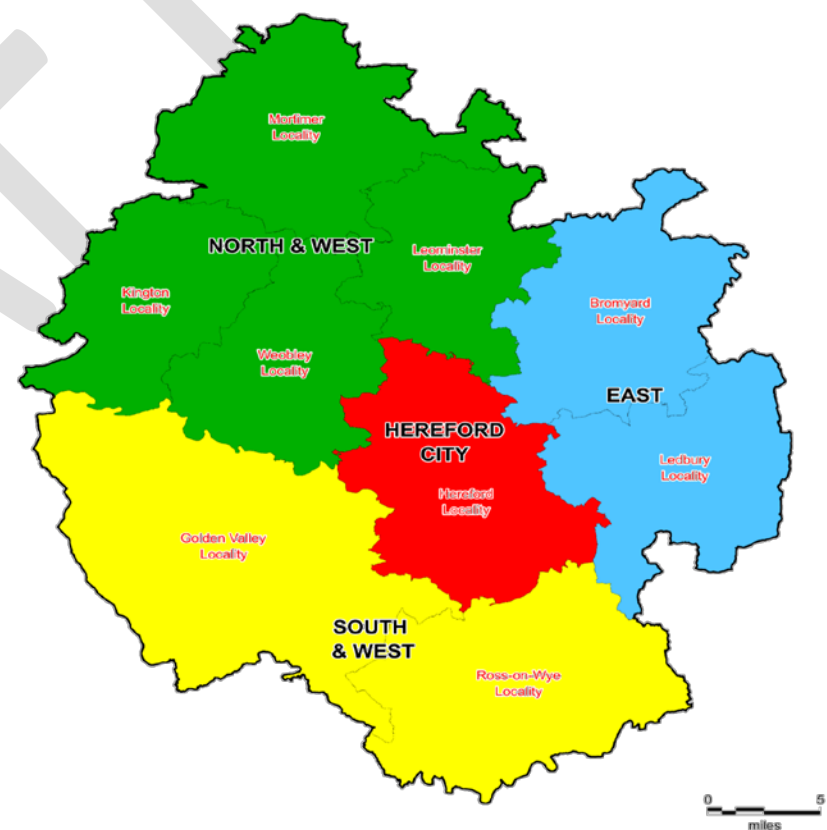 Mortimer
Locality
NORTH & WEST
Leominster
Locality
Kington
Locality
Bromyard
Locality
Weobley
Locality
EAST
HEREFORD
CITY
Ledbury
Locality
Hereford
Locality
Golden Valley
Locality
SOUTH
& WEST
Ross-on-Wye
Locality
0 5
miles